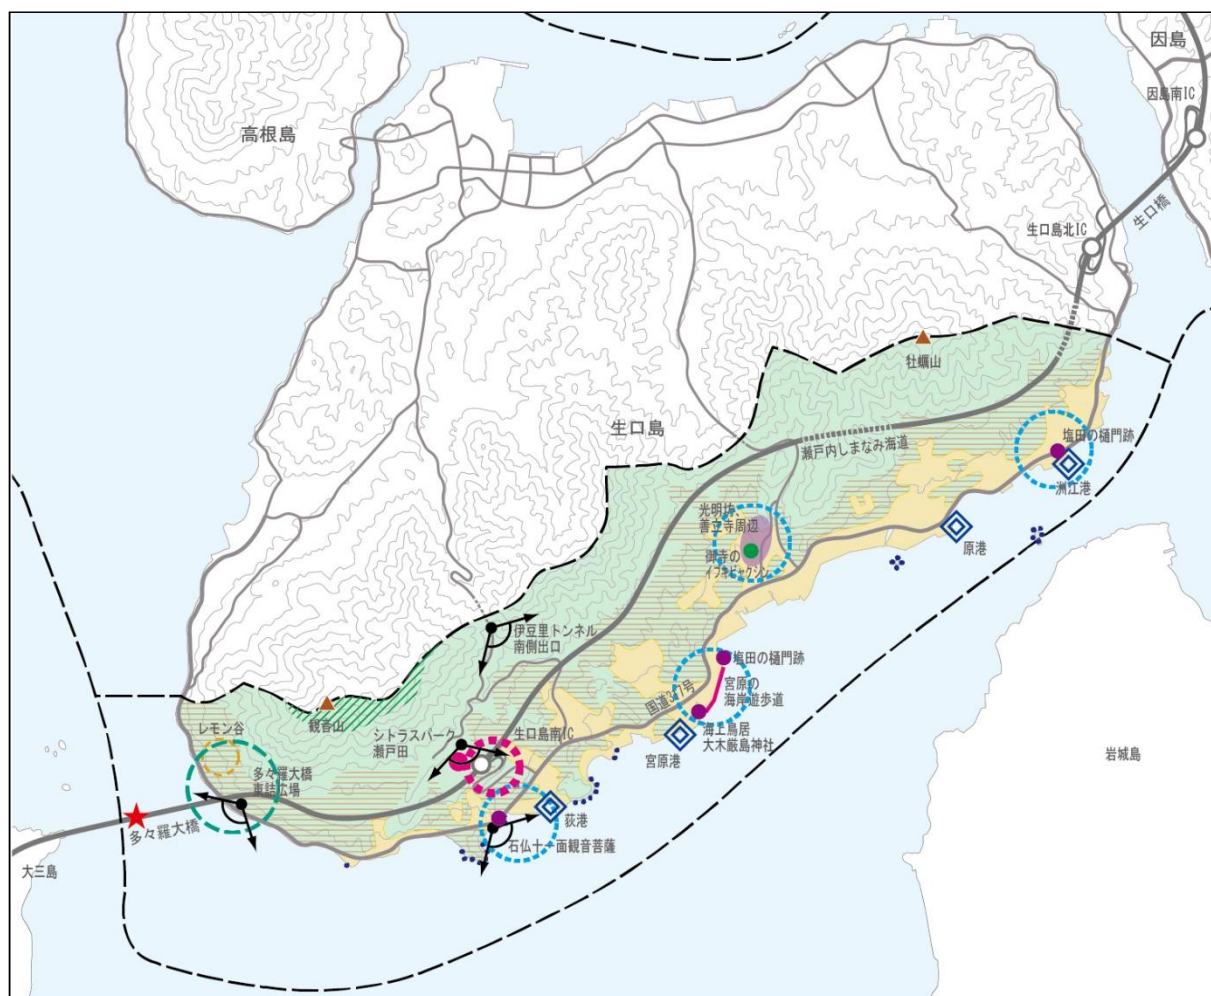 因島
因島南IC
高根島
生口橋
生口島北IC
牡蠣山
生口島
瀬戸内しまなみ海道
塩田の樋門跡
洲江港
光明坊、
善立寺周辺
原港
御寺の
イブキビャクシン
伊豆里トンネル
南側出口
塩田の樋門跡
宮原の
海岸遊歩道
国道317号
レモン谷
観音山
シトラスパーク
瀬戸田
生口島南IC
海上鳥居
大木厳島神社
宮原港
岩城島
多々羅大橋
東詰広場
多々羅大橋
荻港
石仏十一面観音菩薩
大三島